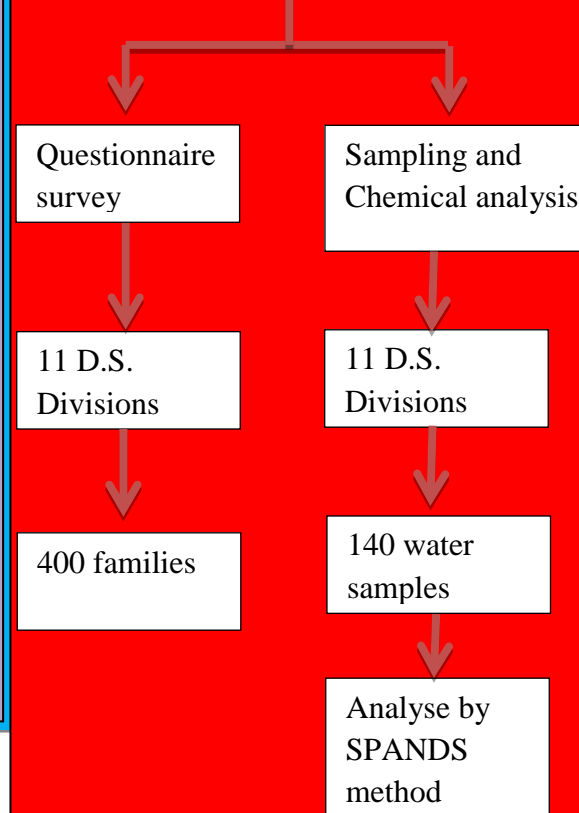 Questionnaire
survey
11 D.S.
Divisions
400 families
Sampling and
Chemical analysis
11 D.S.
Divisions
140 water
samples
Analyse by
SPANDS
method